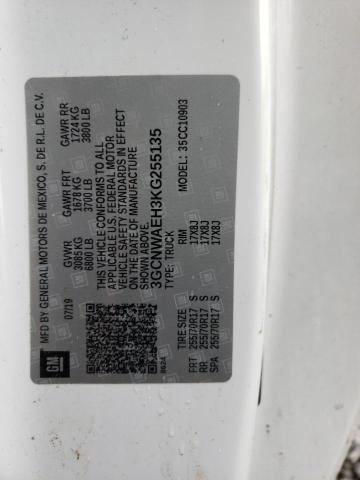 GM
MFD BY GENERAL MOTORS DE MEXICO, S. DE R.L. DE C.V.
07/19
GVWR
3085 KG
6800 LB
GAWR FRT
1678 KG
3700 LB
GAWR RR
1724 KG
3800 LB
THIS VEHICLE CONFORMS TO ALL
APPLICABLE U.S. FEDERAL MOTOR
VEHICLE SAFETY STANDARDS IN EFFECT
ON THE DATE OF MANUFACTURE
SHOWN ABOVE.
3GCNWAEH3KG255135
TYPE: TRUCK
MODEL: 35CC10903
TIRE SIZE RIM
FRT 255/70R17 S 17X8J
RR 255/70R17 S 17X8J
SPA 255/70R17 S 17X8J